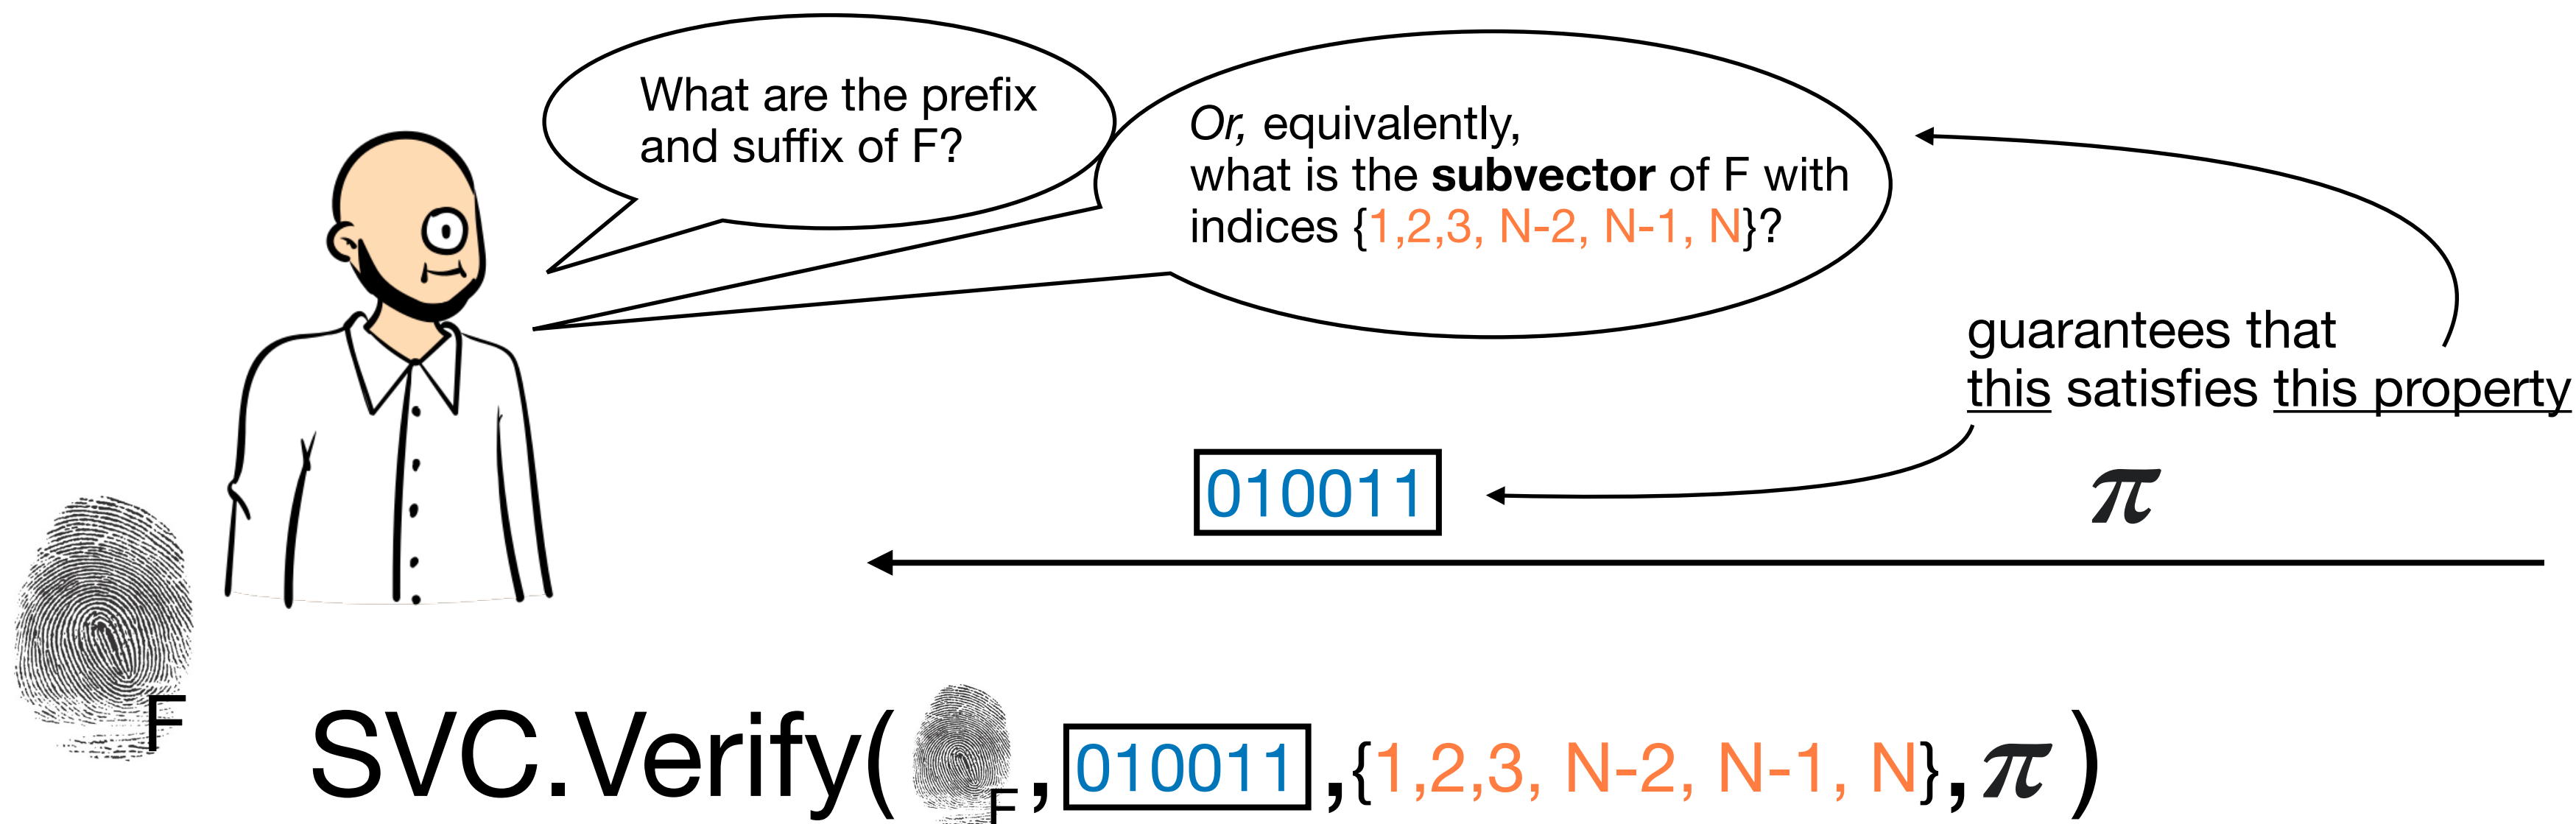 What are the prefix
and suffix of F?
Or, equivalently,
what is the subvector of F with
indices {1,2,3, N-2, N-1, N}?
guarantees that
this satisfies this property
010011
π
F
SVC.Verify( F , 010011 ,{1,2,3, N-2, N-1, N}, π )